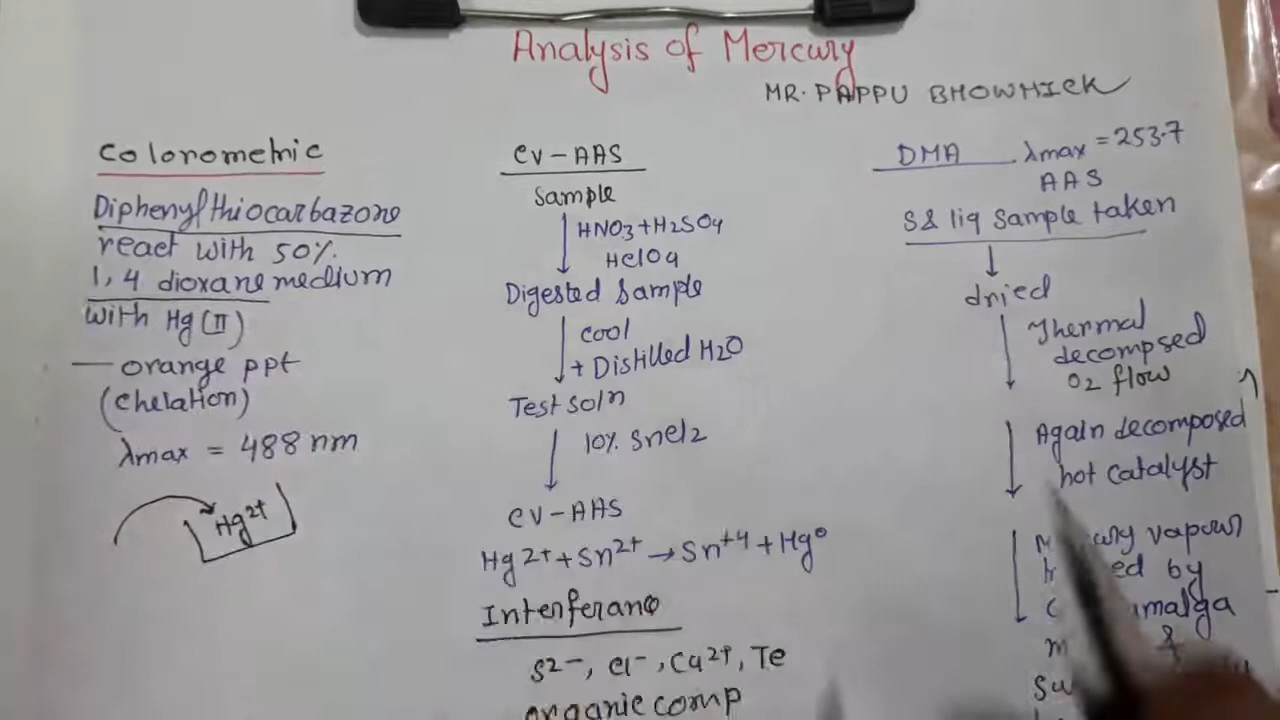 Analysis of Mercury
MR. PAPPU BHOWMICK
Colorometric
Diphenylthiocarbazone
react with 50%.
1, 4 dioxane medium
with Hg(II)
— orange ppt
(chelation)
λmax = 488 nm
Hg2+
CV-AAS
Sample
HNO3+H2SO4
HClO4
Digested Sample
cool
+ Distilled H2O
Test soln
10% SnCl2
CV-AAS
Hg2+ + Sn2+ → Sn+4 + Hg0
Interferanc
S2-, Cl-, Cu2+, Te
organic comp
DMA λmax = 253.7
AAS
S& liq Sample taken
dried
Thermal
decompsed
O2 flow
Again decomposed
hot catalyst
vapour
by
&